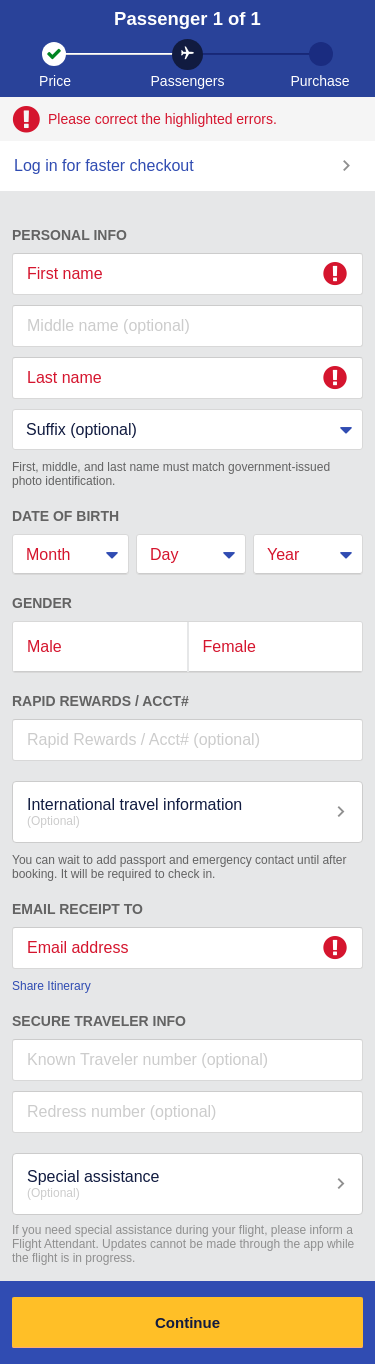 Passenger 1 of 1
Price
Passengers
Purchase
Please correct the highlighted errors.
Log in for faster checkout
PERSONAL INFO
First name
Middle name (optional)
Last name
Suffix (optional)
First, middle, and last name must match government-issued
photo identification.
DATE OF BIRTH
Month
Day
Year
GENDER
Male
Female
RAPID REWARDS / ACCT#
Rapid Rewards / Acct# (optional)
International travel information
(Optional)
You can wait to add passport and emergency contact until after
booking. It will be required to check in.
EMAIL RECEIPT TO
Email address
Share Itinerary
SECURE TRAVELER INFO
Known Traveler number (optional)
Redress number (optional)
Special assistance
(Optional)
If you need special assistance during your flight, please inform a
Flight Attendant. Updates cannot be made through the app while
the flight is in progress.
Continue